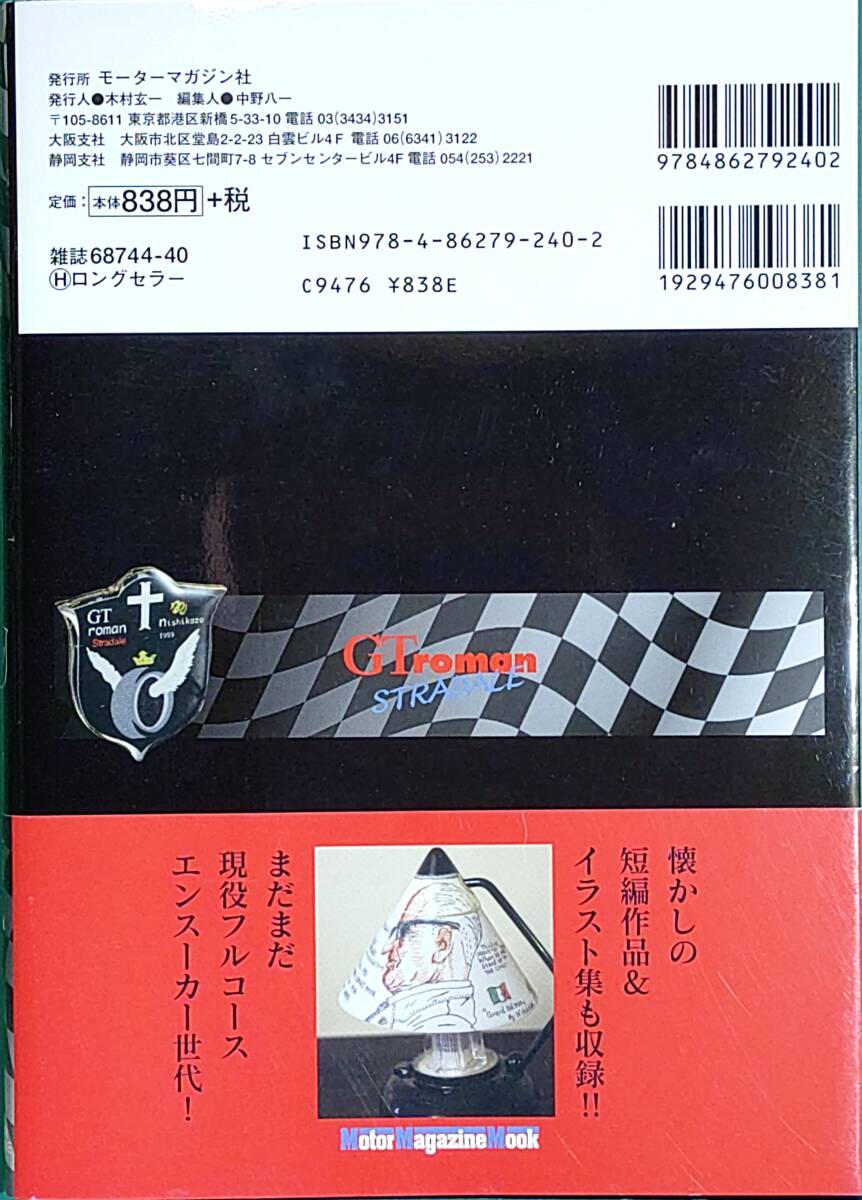 発行所 モーターマガジン社
発行人●木村玄一 編集人●中野八一
〒105-8611 東京都港区新橋5-33-10 電話 03(3434)3151
大阪支社 大阪市北区堂島2-2-23 白雲ビル4F 電話 06(6341)3122
静岡支社 静岡市葵区七間町7-8 セブンセンタービル4F 電話 054(253)2221
定価：本体838円+税
雑誌68744-40
Ⓗロングセラー
ISBN978-4-86279-240-2
C9476 ¥838E
9784862792402
1929476008381
GT
roman
Stradale
nishikaze
1959
GTroman
STRADALE
懐かしの
短編作品&
イラスト集も収録!!
まだまだ
現役フルコース
エンスーカー世代!
MotorMagazineMook